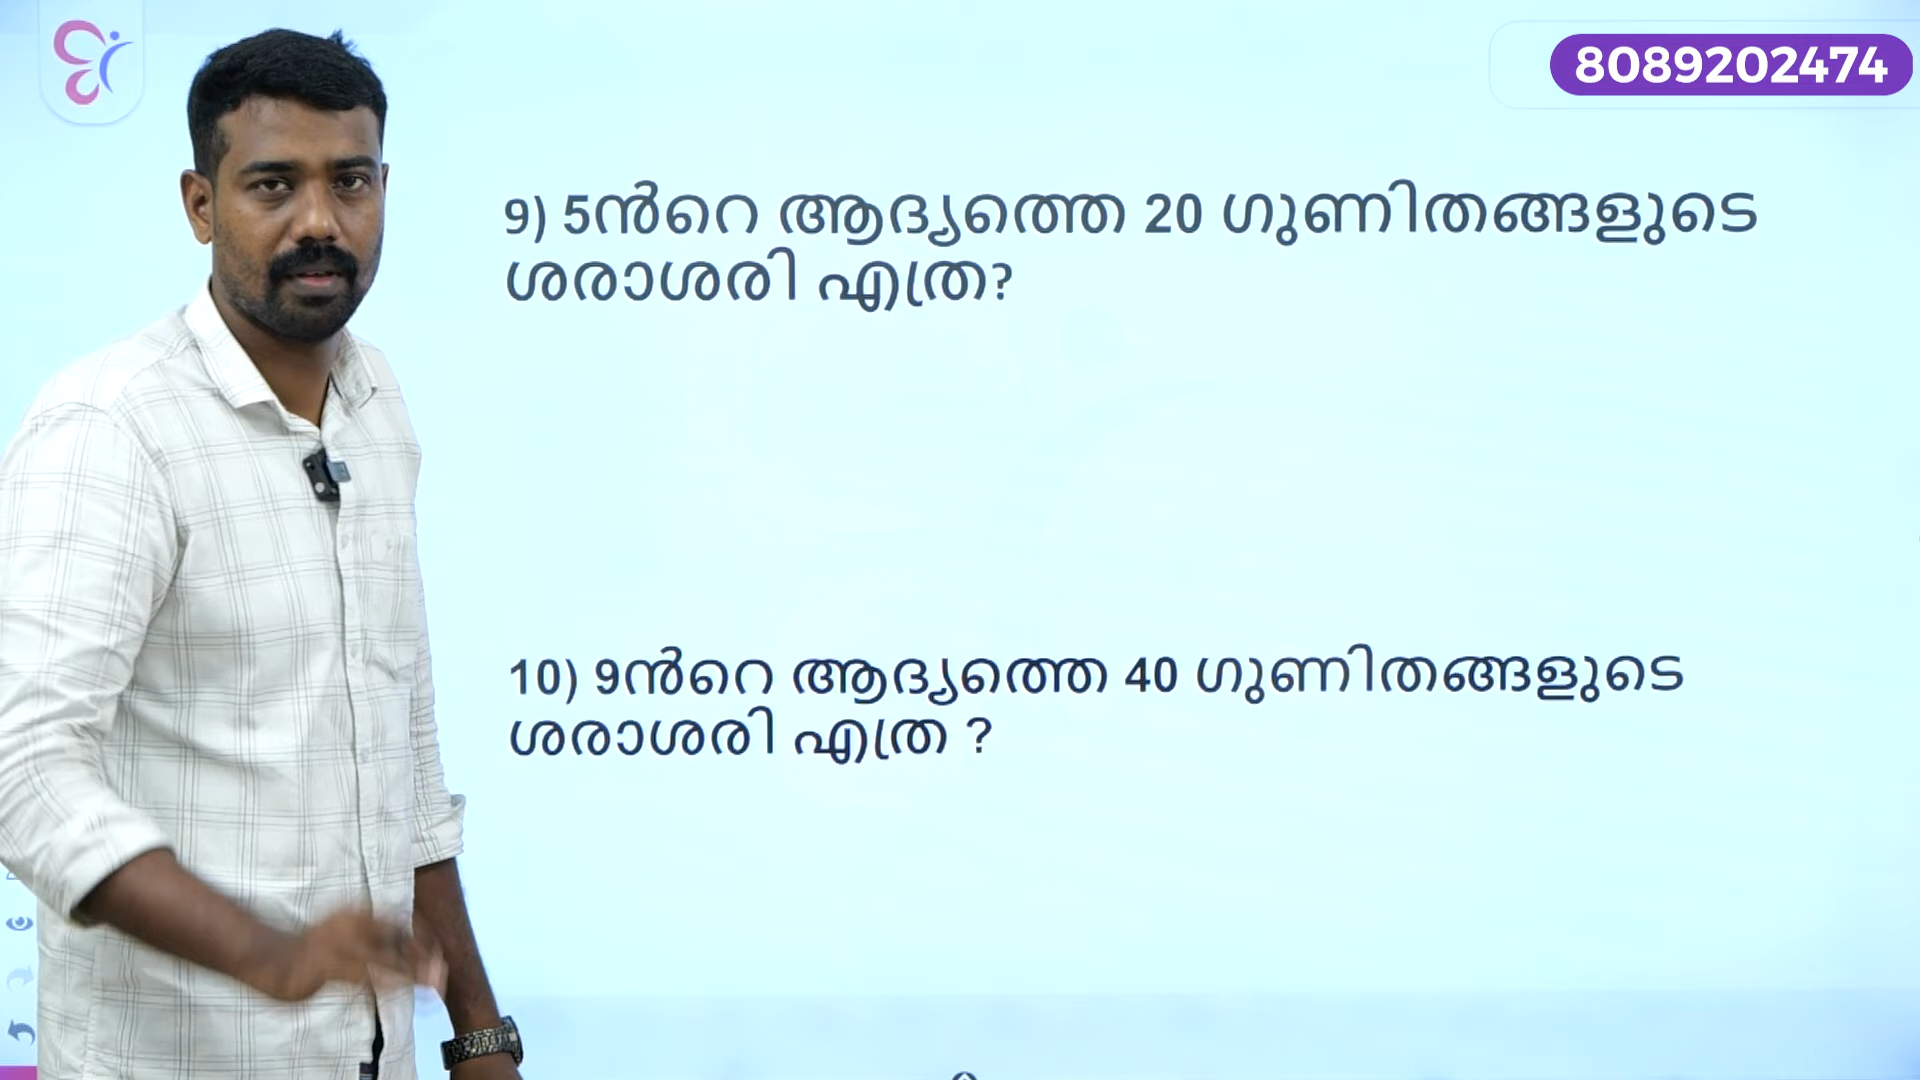 8089202474
9) 5ൻറെ ആദ്യത്തെ 20 ഗുണിതങ്ങളുടെ
ശരാശരി എത്ര?
10) 9ൻറെ ആദ്യത്തെ 40 ഗുണിതങ്ങളുടെ
ശരാശരി എത്ര ?